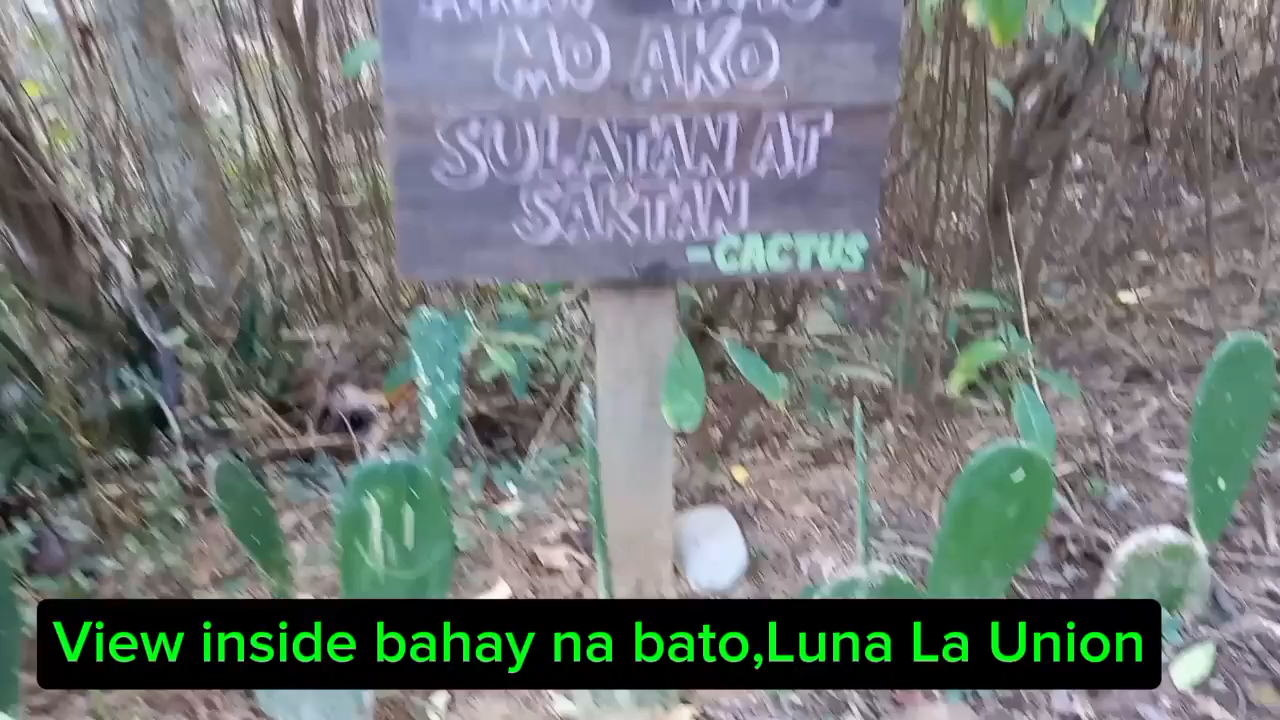 MO AKO
SULATAN AT
SAKTAN
-CACTUS
View inside bahay na bato,Luna La Union